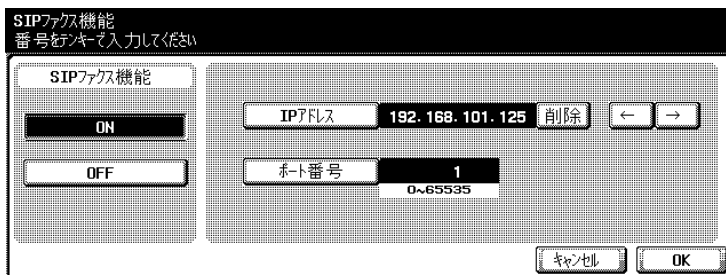 SIPファクス機能
番号をテンキーで入力してください
SIPファクス機能
ON
OFF
IPアドレス 192.168.101.125 削除 ← →
ポート番号 1
0~65535
キャンセル OK